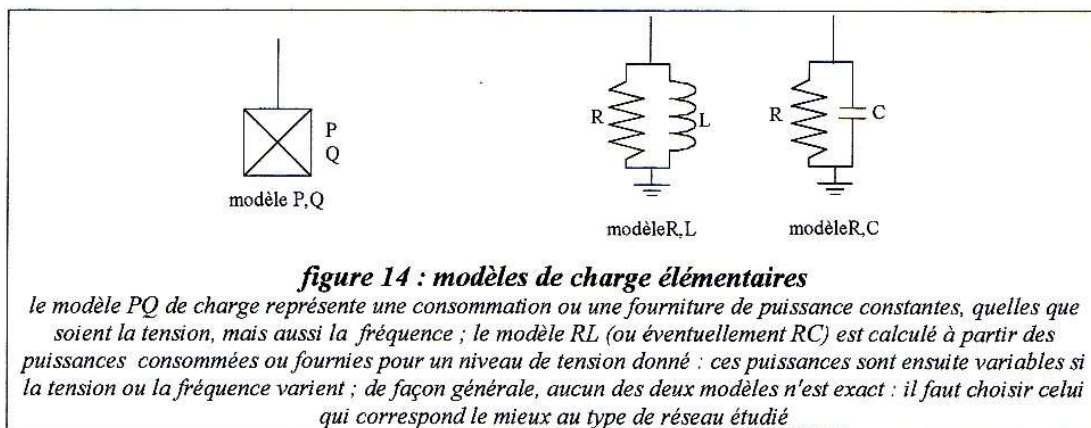 P
Q
modèle P,Q
R
L
modèleR,L
R
C
modèleR,C
figure 14 : modèles de charge élémentaires
le modèle PQ de charge représente une consommation ou une fourniture de puissance constantes, quelles que
soient la tension, mais aussi la fréquence ; le modèle RL (ou éventuellement RC) est calculé à partir des
puissances consommées ou fournies pour un niveau de tension donné : ces puissances sont ensuite variables si
la tension ou la fréquence varient ; de façon générale, aucun des deux modèles n'est exact : il faut choisir celui
qui correspond le mieux au type de réseau étudié